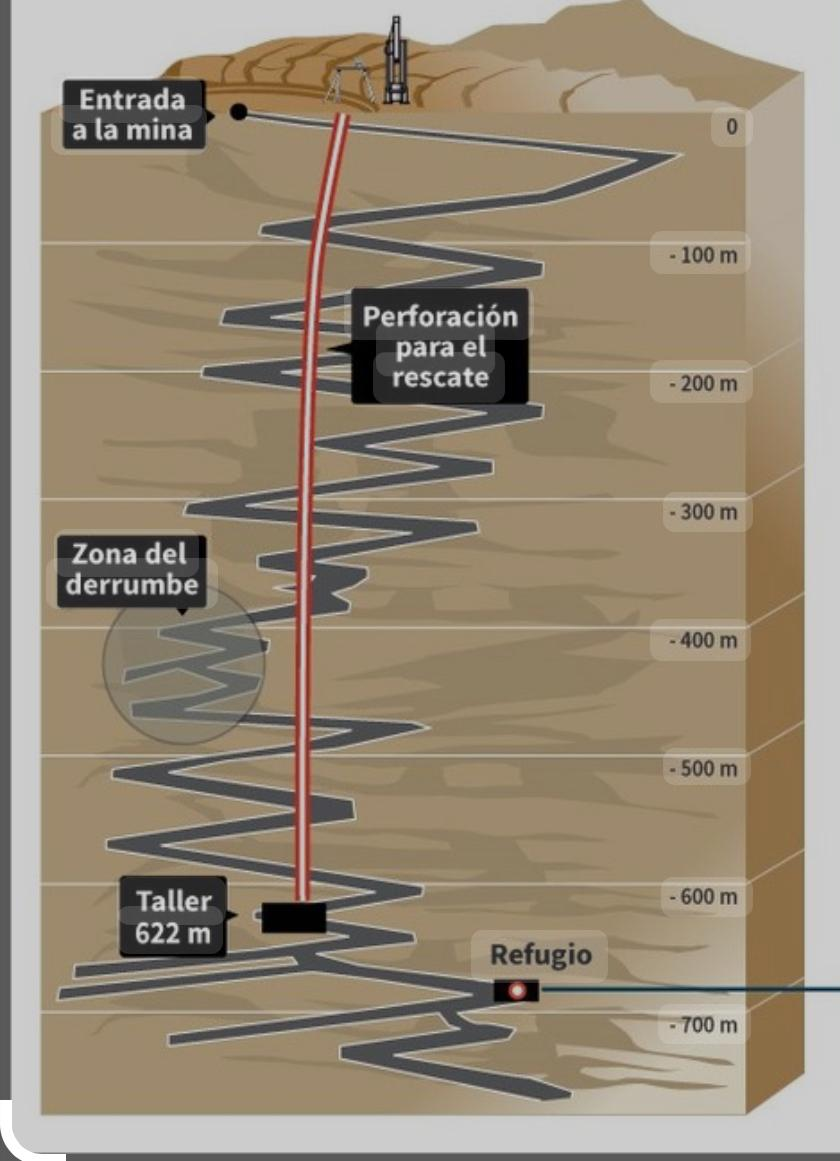 Entrada
a la mina
0
- 100 m
Perforación
para el
rescate
- 200 m
- 300 m
Zona del
derrumbe
- 400 m
- 500 m
- 600 m
Taller
622 m
Refugio
- 700 m